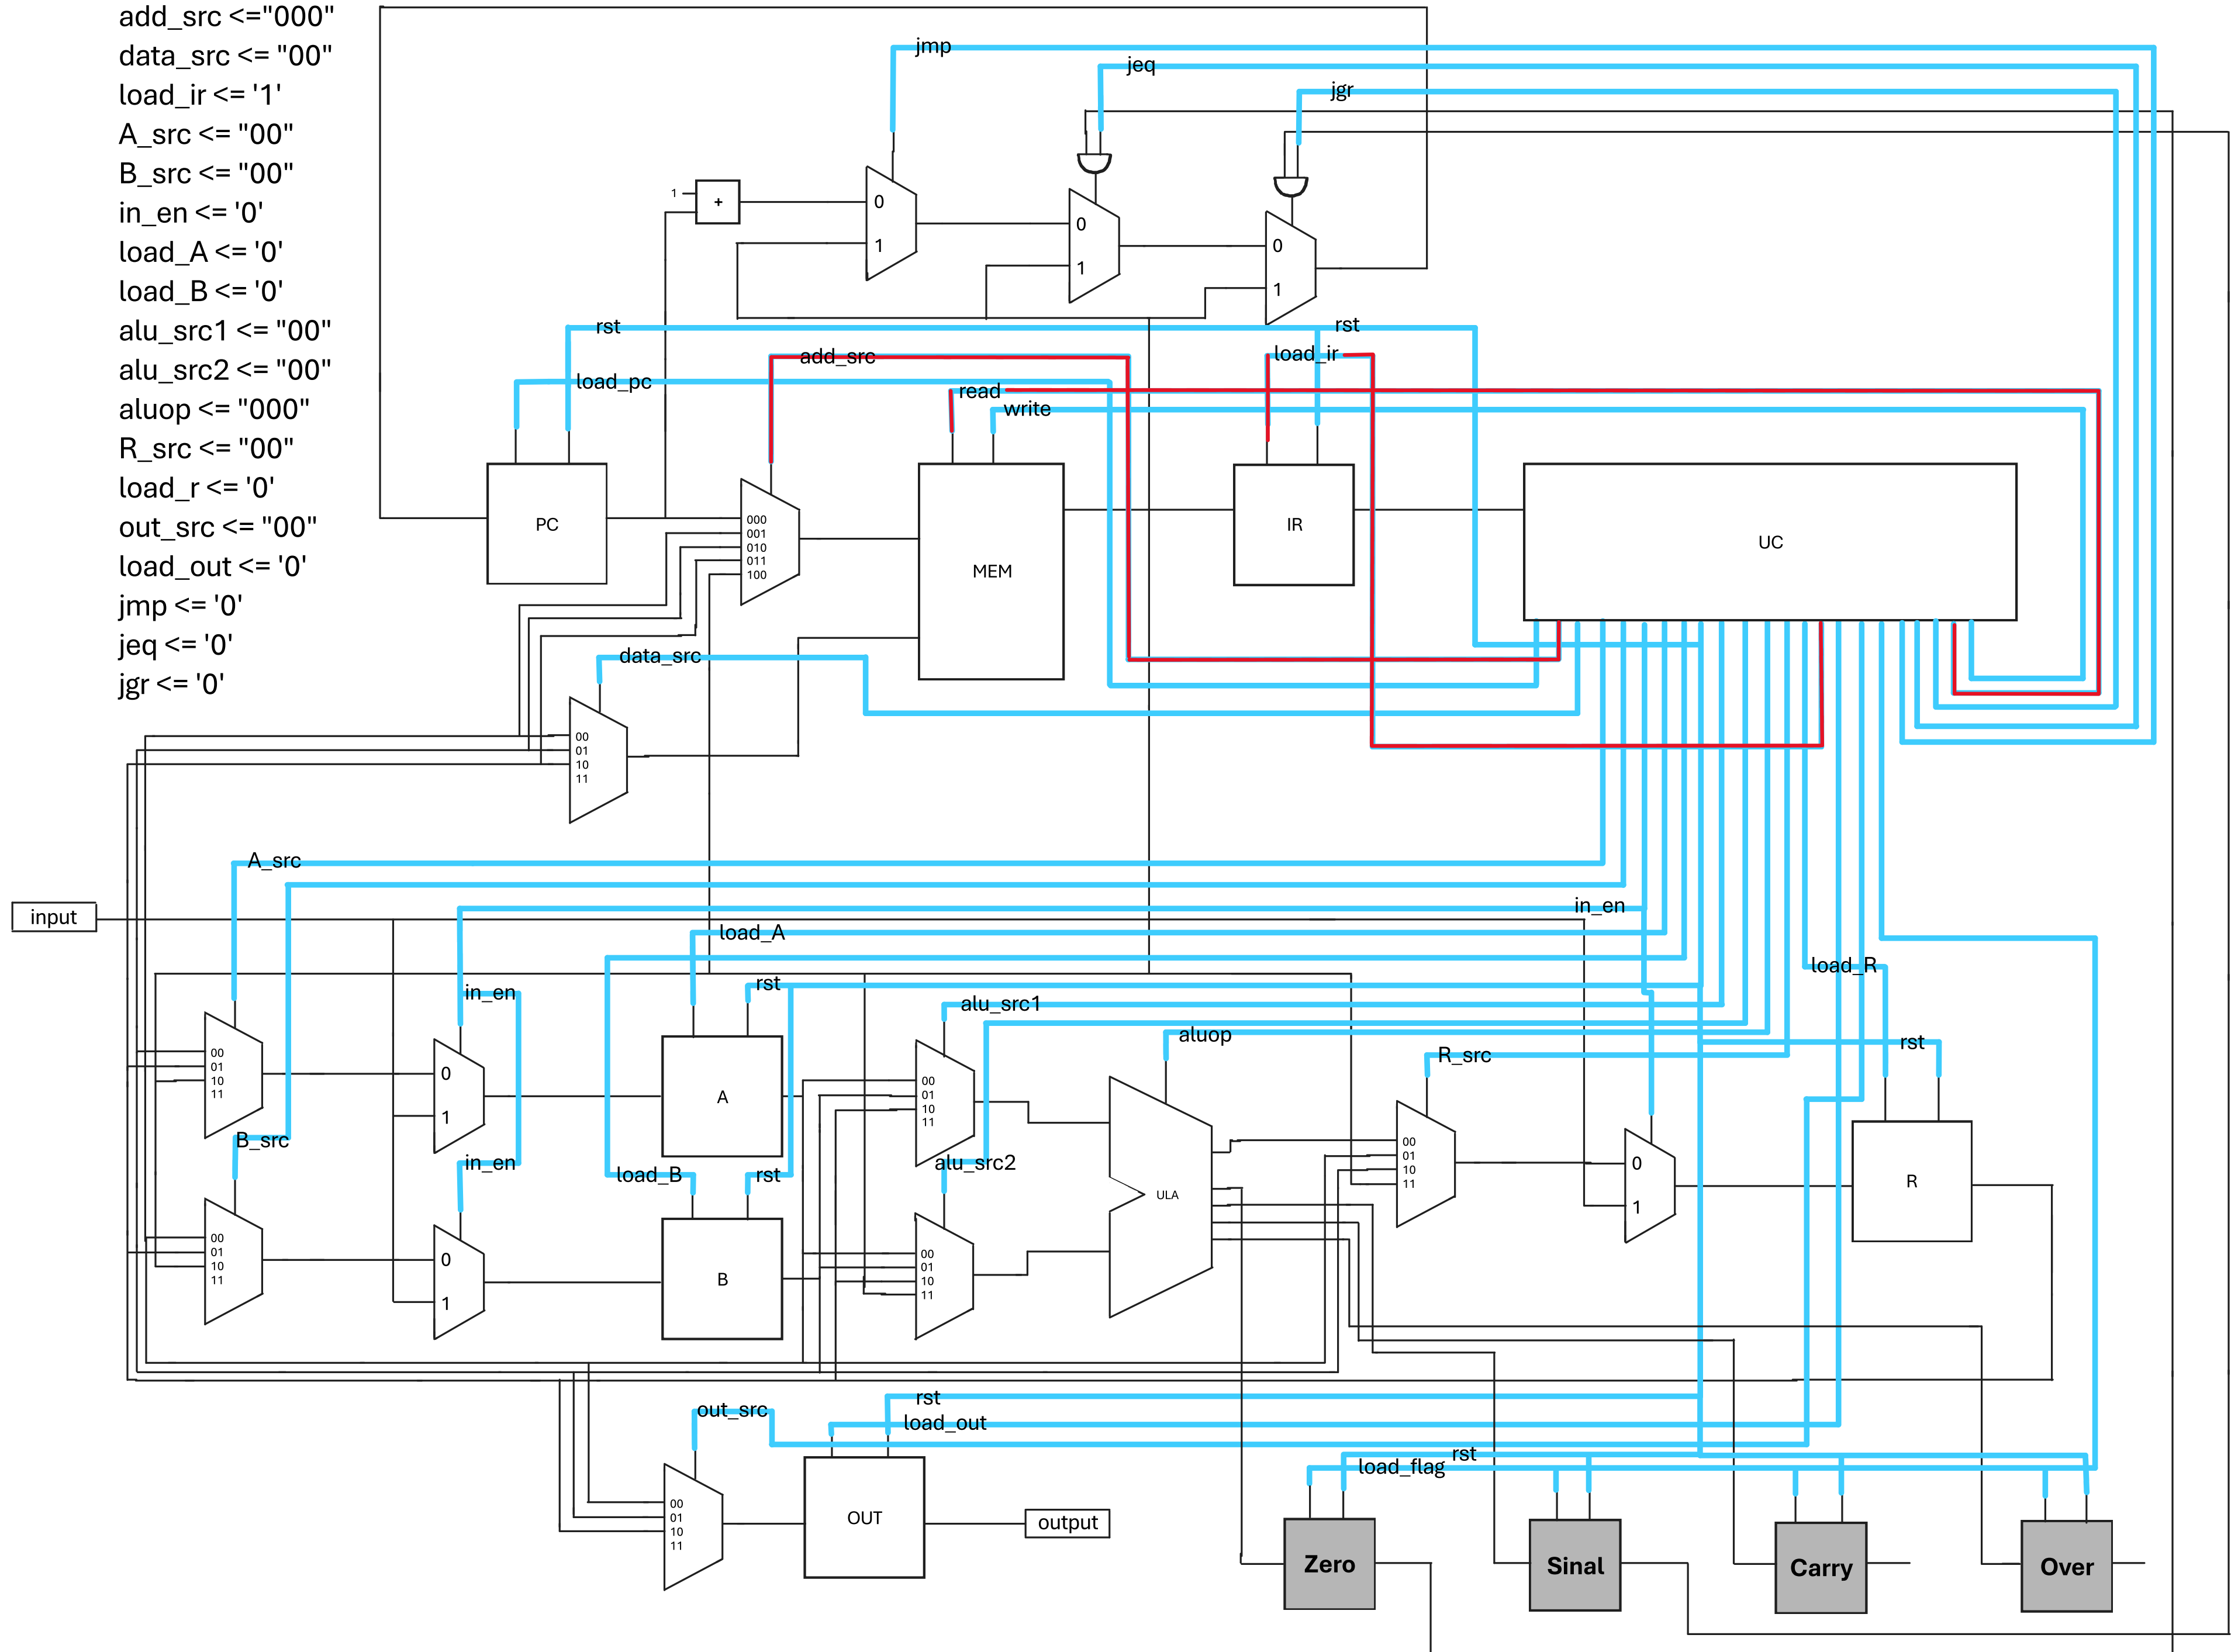 add_src <="000"
data_src <= "00"
load_ir <= '1'
A_src <= "00"
B_src <= "00"
in_en <= '0'
load_A <= '0'
load_B <= '0'
alu_src1 <= "00"
alu_src2 <= "00"
aluop <= "000"
R_src <= "00"
load_r <= '0'
out_src <="00"
load_out <= '0'
jmp <= '0'
jeq <= '0'
jgr <= '0'
jmp
jeq
jgr
1
+
0
1
0
1
0
1
rst
rst
add_src
load_ir
load_pc
read
write
PC
000
001
010
011
100
MEM
IR
UC
data_src
00
01
10
11
A_src
input
in_en
load_A
load_R
in_en
rst
alu_src1
aluop
rst
R_src
00
01
10
11
0
1
A
00
01
10
11
B_src
in_en
load_B
rst
alu_src2
ULA
00
01
10
11
0
1
R
00
01
10
11
0
1
B
00
01
10
11
out_src
rst
load_out
rst
load_flag
00
01
10
11
OUT
output
Zero
Sinal
Carry
Over